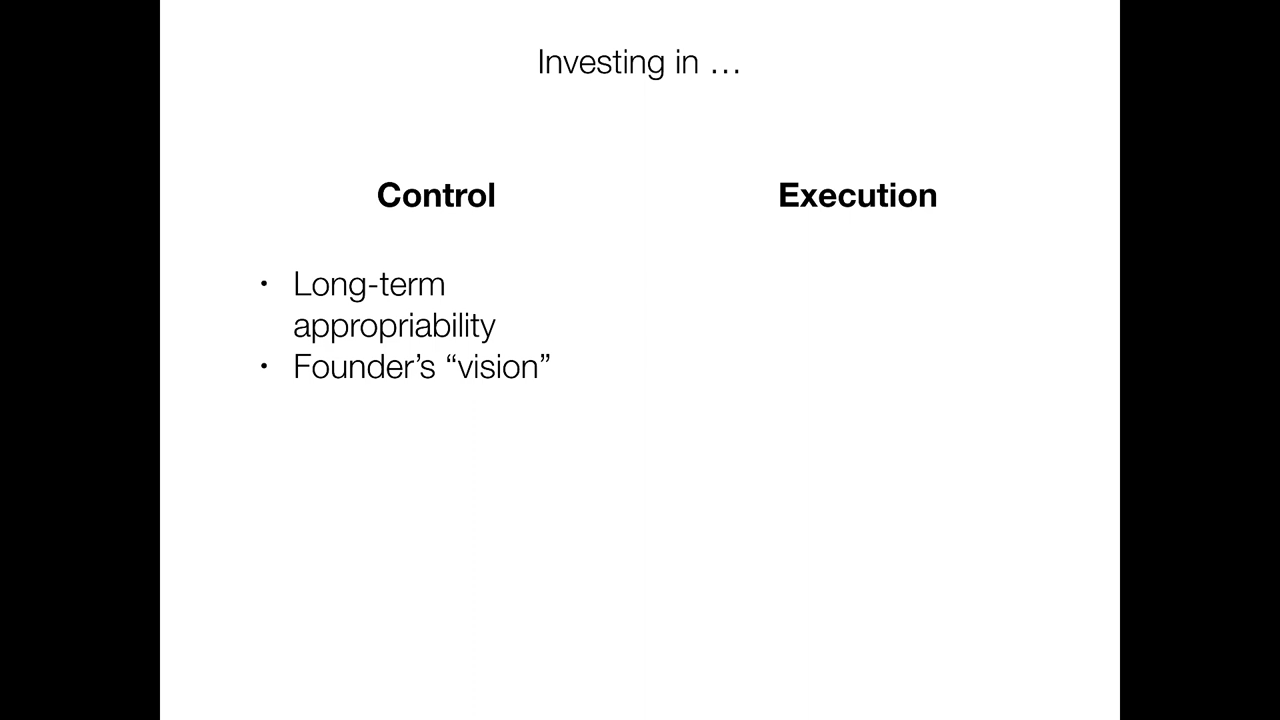 Investing in …
Control
Execution
• Long-term
appropriability
• Founder’s “vision”